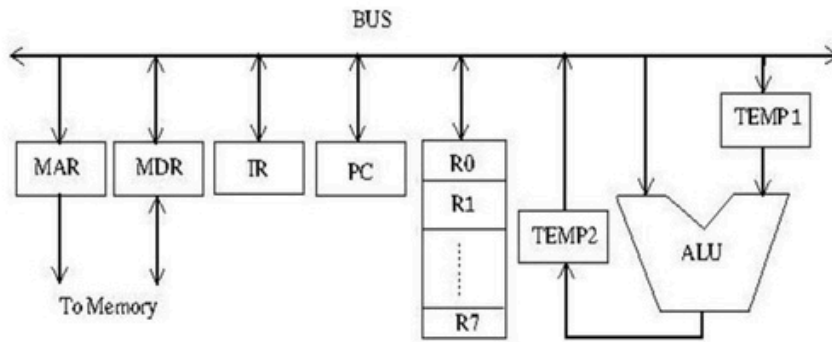 BUS
TEMP1
MAR
MDR
IR
PC
R0
R1
TEMP2
ALU
R7
To Memory